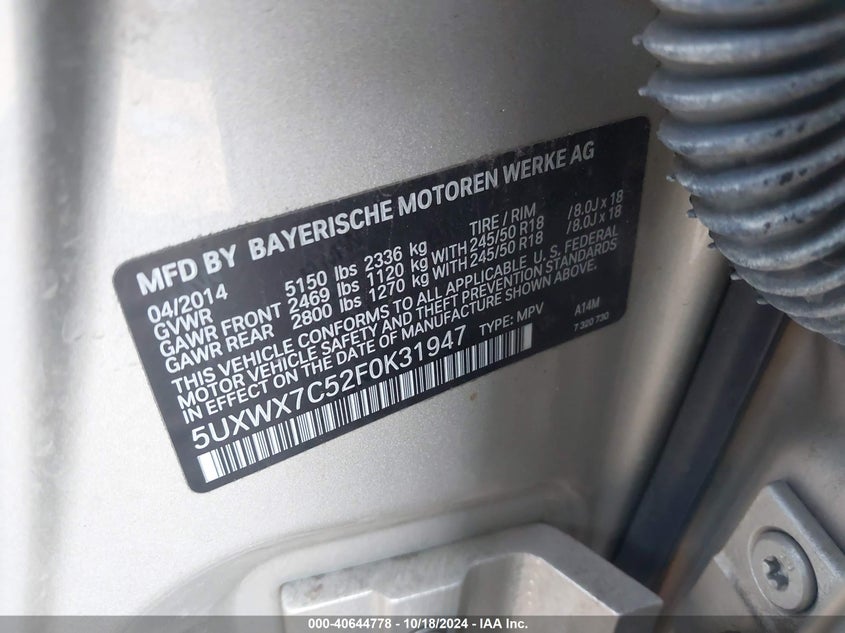 MFD BY BAYERISCHE MOTOREN WERKE AG
04/2014 TIRE / RIM
GVWR 5150 lbs 2336 kg
GAWR FRONT 2469 lbs 1120 kg WITH 245/50 R18 /8.0J x 18
GAWR REAR 2800 lbs 1270 kg WITH 245/50 R18 /8.0J x 18
THIS VEHICLE CONFORMS TO ALL APPLICABLE U. S. FEDERAL
MOTOR VEHICLE SAFETY AND THEFT PREVENTION STANDARDS
IN EFFECT ON THE DATE OF MANUFACTURE SHOWN ABOVE.
5UXWX7C52F0K31947 TYPE: MPV A14M
7 320 730
000-40644778 - 10/18/2024 - IAA Inc.